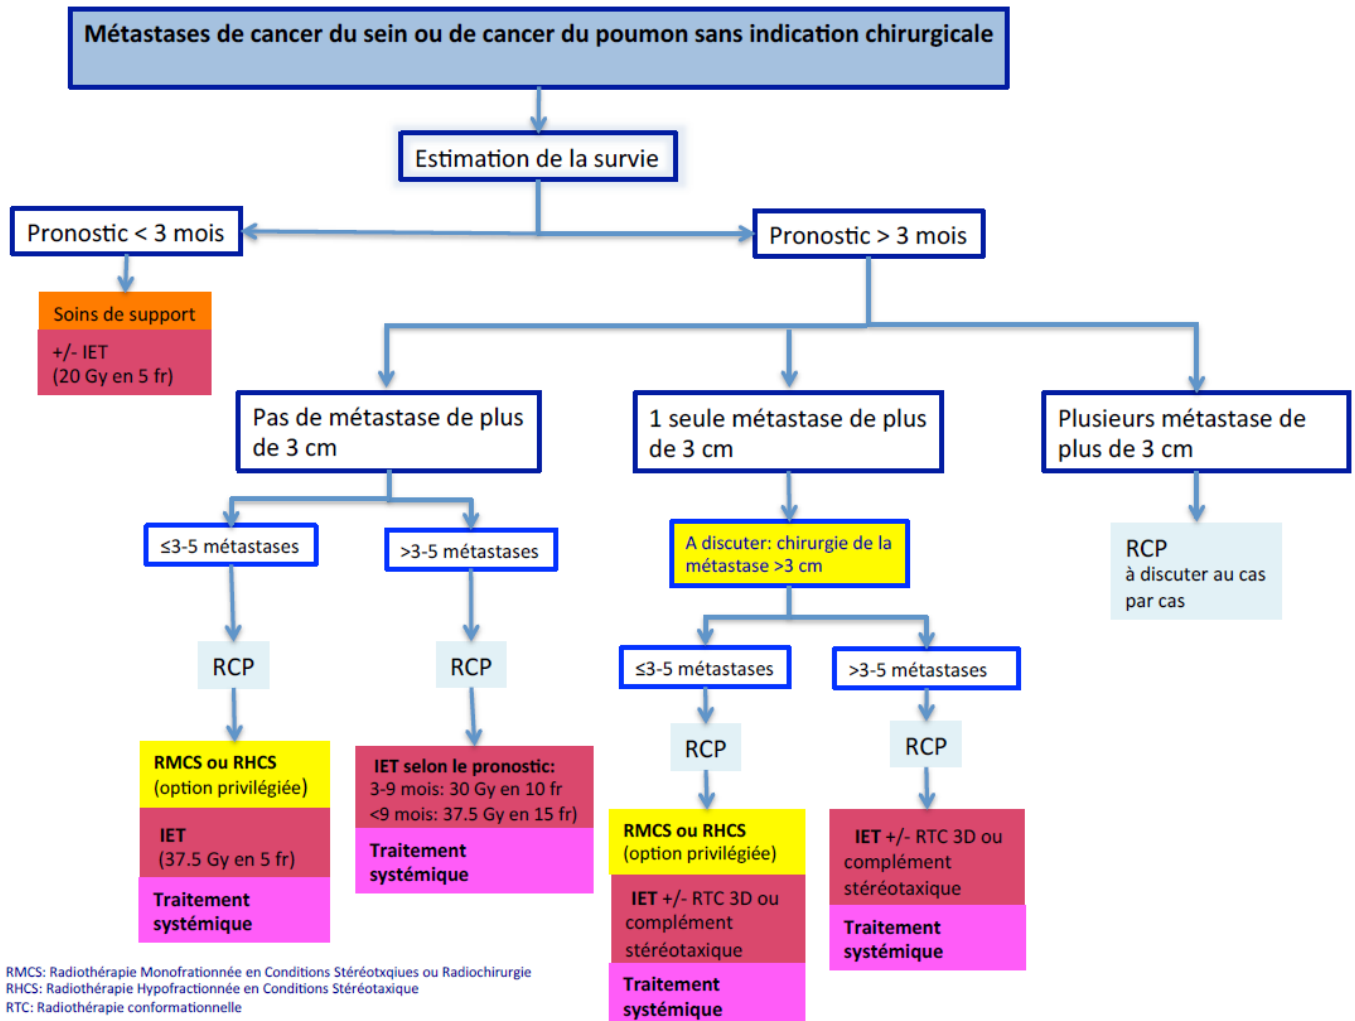 Métastases de cancer du sein ou de cancer du poumon sans indication chirurgicale
Estimation de la survie
Pronostic < 3 mois
Pronostic > 3 mois
Soins de support
+/- IET
(20 Gy en 5 fr)
Pas de métastase de plus
de 3 cm
1 seule métastase de plus
de 3 cm
Plusieurs métastase de
plus de 3 cm
≤3-5 métastases
>3-5 métastases
A discuter: chirurgie de la
métastase >3 cm
RCP
à discuter au cas
par cas
RCP
RCP
≤3-5 métastases
>3-5 métastases
RCP
RCP
RMCS ou RHCS
(option privilégiée)
IET
(37.5 Gy en 5 fr)
Traitement
systémique
IET selon le pronostic:
3-9 mois: 30 Gy en 10 fr
<9 mois: 37.5 Gy en 15 fr)
Traitement
systémique
RMCS ou RHCS
(option privilégiée)
IET +/- RTC 3D ou
complément
stéréotaxique
Traitement
systémique
IET +/- RTC 3D ou
complément
stéréotaxique
Traitement
systémique
RMCS: Radiothérapie Monofrationnée en Conditions Stéréotxqiues ou Radiochirurgie
RHCS: Radiothérapie Hypofractionnée en Conditions Stéréotaxique
RTC: Radiothérapie conformationnelle